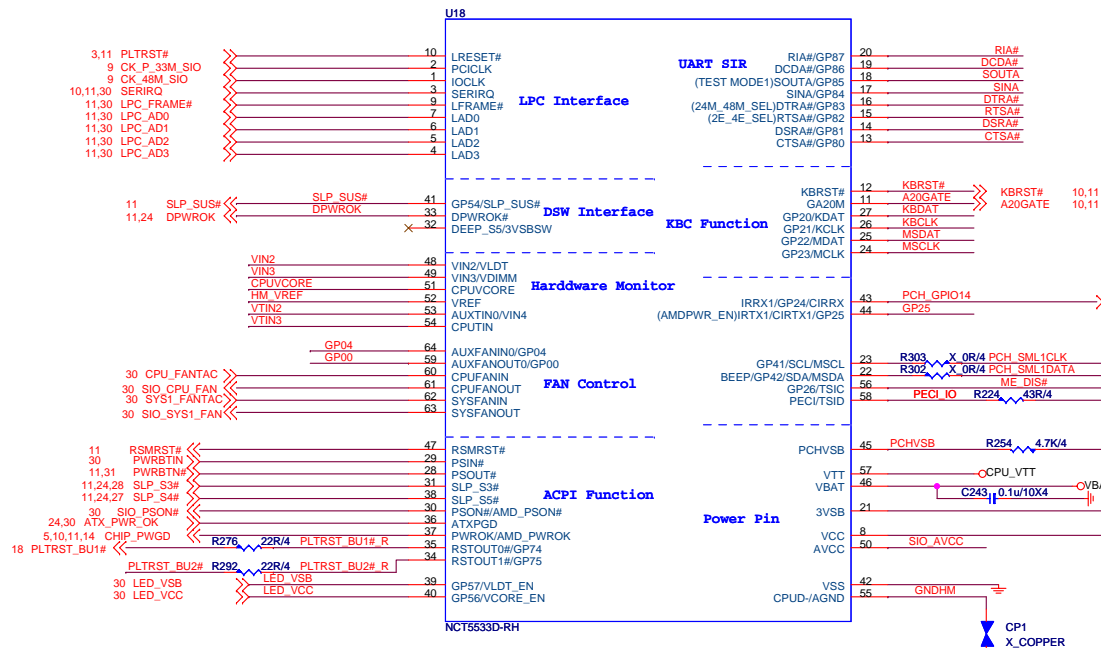 U18
3,11 PLTRST# 10 LRESET#
9 CK_P_33M_SIO 2 PCICLK
9 CK_48M_SIO 1 IOCLK
10,11,30 SERIRQ 3 SERIRQ
11,30 LPC_FRAME# 9 LFRAME#
11,30 LPC_AD0 7 LAD0
11,30 LPC_AD1 6 LAD1
11,30 LPC_AD2 5 LAD2
11,30 LPC_AD3 4 LAD3
LPC Interface
UART SIR
RIA#/GP87 20 RIA#
DCDA#/GP86 19 DCDA#
(TEST MODE1)SOUTA/GP85 18 SOUTA
SINA/GP84 17 SINA
(24M_48M_SEL)DTRA#/GP83 16 DTRA#
(2E_4E_SEL)RTSA#/GP82 15 RTSA#
DSRA#/GP81 14 DSRA#
CTSA#/GP80 13 CTSA#
11 SLP_SUS# SLP_SUS# 41 GP54/SLP_SUS#
11,24 DPWROK DPWROK 33 DPWROK#
32 DEEP_S5/3VSBSW
DSW Interface
KBC Function
KBRST# 12 KBRST# KBRST# 10,11
GA20M 11 A20GATE A20GATE 10,11
GP20/KDAT 27 KBDAT
GP21/KCLK 26 KBCLK
GP22/MDAT 25 MSDAT
GP23/MCLK 24 MSCLK
VIN2 48 VIN2/VLDT
VIN3 49 VIN3/VDIMM
CPUVCORE 51 CPUVCORE
HM_VREF 52 VREF
VTIN2 53 AUXTIN0/VIN4
VTIN3 54 CPUTIN
Harddware Monitor
IRRX1/GP24/CIRRX 43 PCH_GPIO14
(AMDPWR_EN)IRTX1/CIRTX1/GP25 44 GP25
GP04 64 AUXFANIN0/GP04
GP00 59 AUXFANOUT0/GP00
30 CPU_FANTAC 60 CPUFANIN
30 SIO_CPU_FAN 61 CPUFANOUT
30 SYS1_FANTAC 62 SYSFANIN
30 SIO_SYS1_FAN 63 SYSFANOUT
FAN Control
GP41/SCL/MSCL 23 R303 X_0R/4 PCH_SML1CLK
BEEP/GP42/SDA/MSDA 22 R302 X_0R/4 PCH_SML1DATA
GP26/TSIC 56 ME_DIS#
PECI/TSID 58 PECI_IO R224 43R/4
11 RSMRST# 47 RSMRST#
30 PWRBTIN 29 PSIN#
11,31 PWRBTN# 28 PSOUT#
11,24,28 SLP_S3# 31 SLP_S3#
11,24,27 SLP_S4# 38 SLP_S5#
30 SIO_PSON# 30 PSON#/AMD_PSON#
24,30 ATX_PWR_OK 36 ATXPGD
5,10,11,14 CHIP_PWGD 37 PWROK/AMD_PWROK
18 PLTRST_BU1# R276 22R/4 PLTRST_BU1#_R 35 RSTOUT0#/GP74
PLTRST_BU2# R292 22R/4 PLTRST_BU2#_R 34 RSTOUT1#/GP75
30 LED_VSB LED_VSB 39 GP57/VLDT_EN
30 LED_VCC LED_VCC 40 GP56/VCORE_EN
ACPI Function
Power Pin
PCHVSB 45 PCHVSB R254 4.7K/4
VTT 57 CPU_VTT
VBAT 46 VBA
C243 0.1u/10X4
3VSB 21
VCC 8
AVCC 50 SIO_AVCC
VSS 42
CPUD-/AGND 55 GNDHM
CP1
X_COPPER
NCT5533D-RH